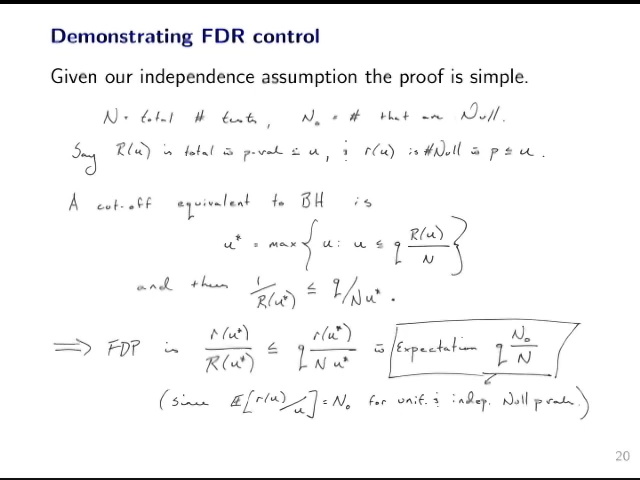 Demonstrating FDR control
Given our independence assumption the proof is simple.
N = total # tests, N₀ = # that are Null.
Say R(u) is total w̄ p-val ≤ u, & r(u) is #Null w̄ p ≤ u.
A cut-off equivalent to BH is
u* = max { u: u ≤ q R(u)/N }
and then 1/R(u*) ≤ q/Nu*.
⟹ FDP is r(u*)/R(u*) ≤ q r(u*)/Nu* w̄ Expectation q N₀/N
(since E[r(u)/u] = N₀ for unif. & indep. Null pvals.)
20